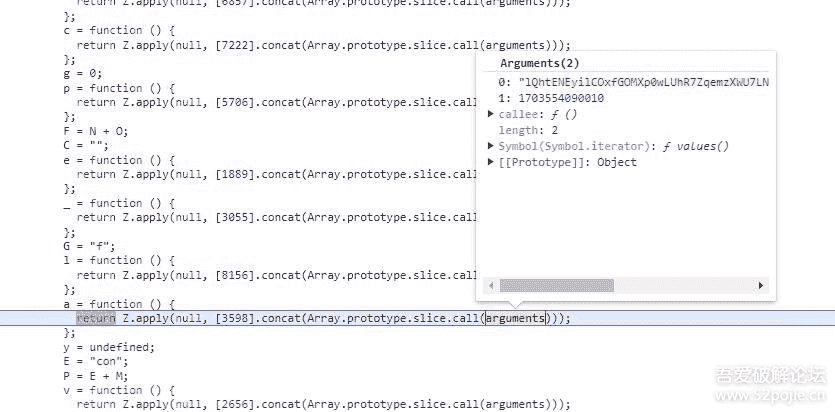 return Z.apply(null, [6857].concat(Array.prototype.slice.call(arguments)));
};
c = function () {
return Z.apply(null, [7222].concat(Array.prototype.slice.call(arguments)));
};
g = 0;
p = function () {
return Z.apply(null, [5706].concat(Array.prototype.slice.call
};
F = N + O;
C = "";
e = function () {
return Z.apply(null, [1889].concat(Array.prototype.slice.call
};
_ = function () {
return Z.apply(null, [3055].concat(Array.prototype.slice.call
};
G = "f";
l = function () {
return Z.apply(null, [8156].concat(Array.prototype.slice.call
};
a = function () {
return Z.apply(null, [3598].concat(Array.prototype.slice.call(arguments)));
};
y = undefined;
E = "con";
P = E + M;
v = function () {
return Z.apply(null, [2656].concat(Array.prototype.slice.call(arguments)));
Arguments(2)
0: "lQhtENEyilCOxfGOMXp0wLUhR7ZqemzXWU7LN
1: 1703554090010
callee: ƒ ()
length: 2
Symbol(Symbol.iterator): ƒ values()
[[Prototype]]: Object
吾爱破解论坛
www.52pojie.cn